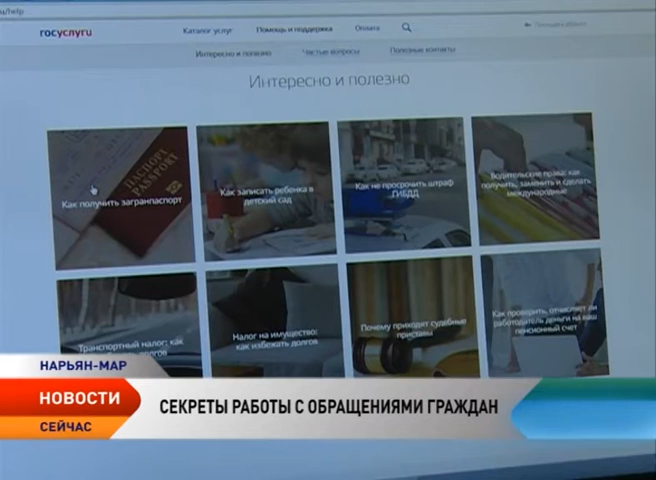 госуслуги
Каталог услуг
Помощь и поддержка
Оплата
Интересно и полезно
Частые вопросы
Полезные контакты
Интересно и полезно
ПАСПОРТ
PASSPORT
Как получить загранпаспорт
Как записать ребенка в
детский сад
Как не просрочить штраф
ГИБДД
Водительские права: как
получить, заменить и сделать
международные
Транспортный налог: как
долгов
Налог на имущество:
как избежать долгов
Почему приходят судебные
приставы
Как проверить, отчисляет ли
работодатель деньги на ваш
пенсионный счет
НАРЬЯН-МАР
НОВОСТИ
СЕЙЧАС
СЕКРЕТЫ РАБОТЫ С ОБРАЩЕНИЯМИ ГРАЖДАН